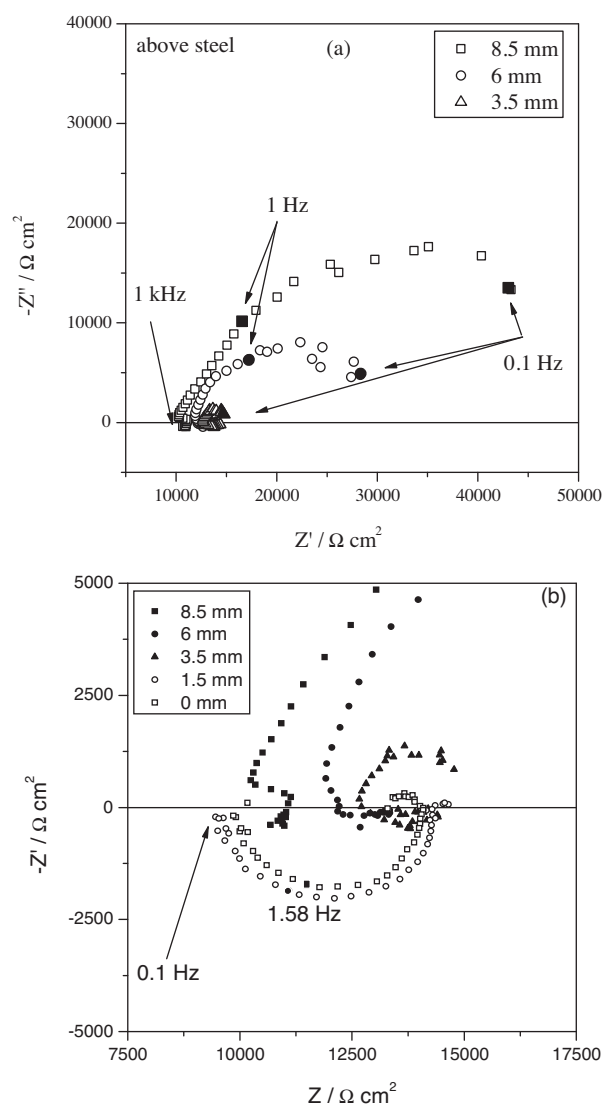 40000
above steel
(a)
8.5 mm
6 mm
3.5 mm
30000
-Z'' / Ω cm²
20000
1 Hz
1 kHz
10000
0.1 Hz
0
10000 20000 30000 40000 50000
Z' / Ω cm²
5000
(b)
8.5 mm
6 mm
3.5 mm
1.5 mm
0 mm
2500
-Z' / Ω cm²
0
-2500
1.58 Hz
0.1 Hz
-5000
7500 10000 12500 15000 17500
Z / Ω cm²